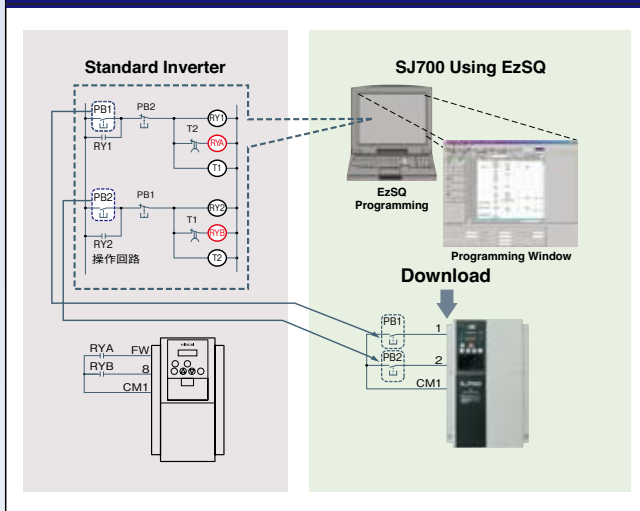 Standard Inverter
PB1
PB2
RY1
T2
RYA
RY1
T1
PB2
PB1
RY2
T1
RYB
RY2
操作回路
T2
RYA
FW
RYB
8
CM1
SJ700 Using EzSQ
EzSQ
Programming
Programming Window
Download
PB1
1
PB2
2
CM1
SJ700